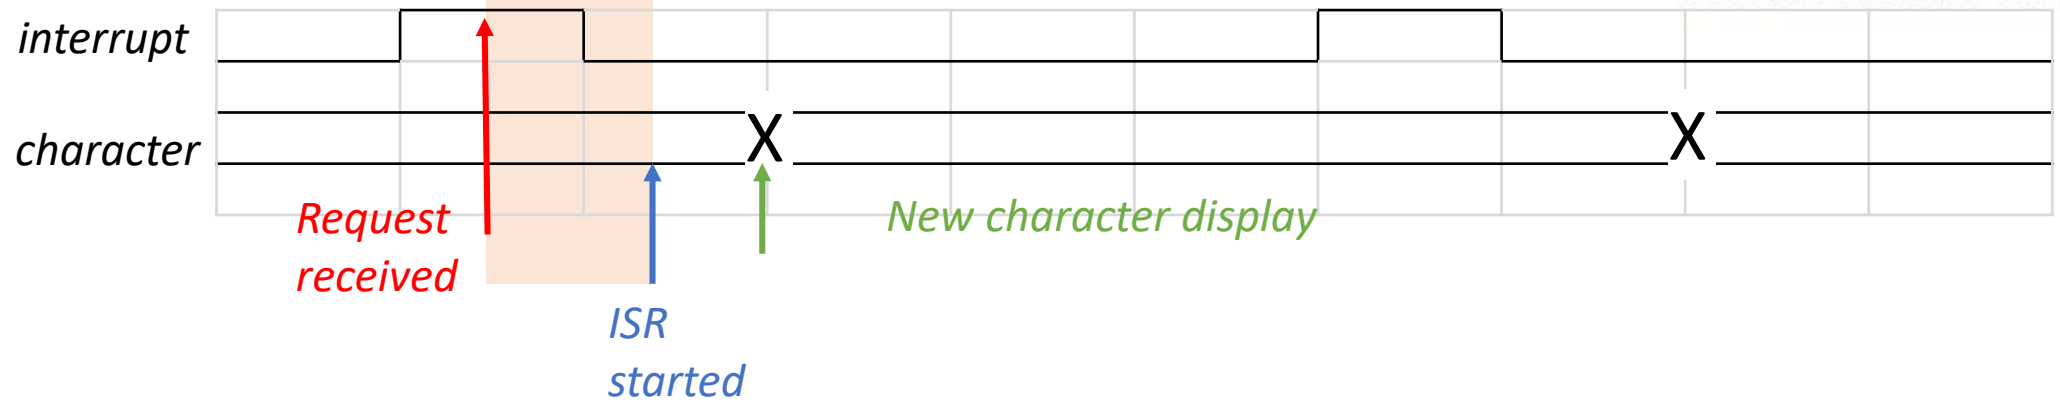 interrupt
character
X
X
Request
received
New character display
ISR
started